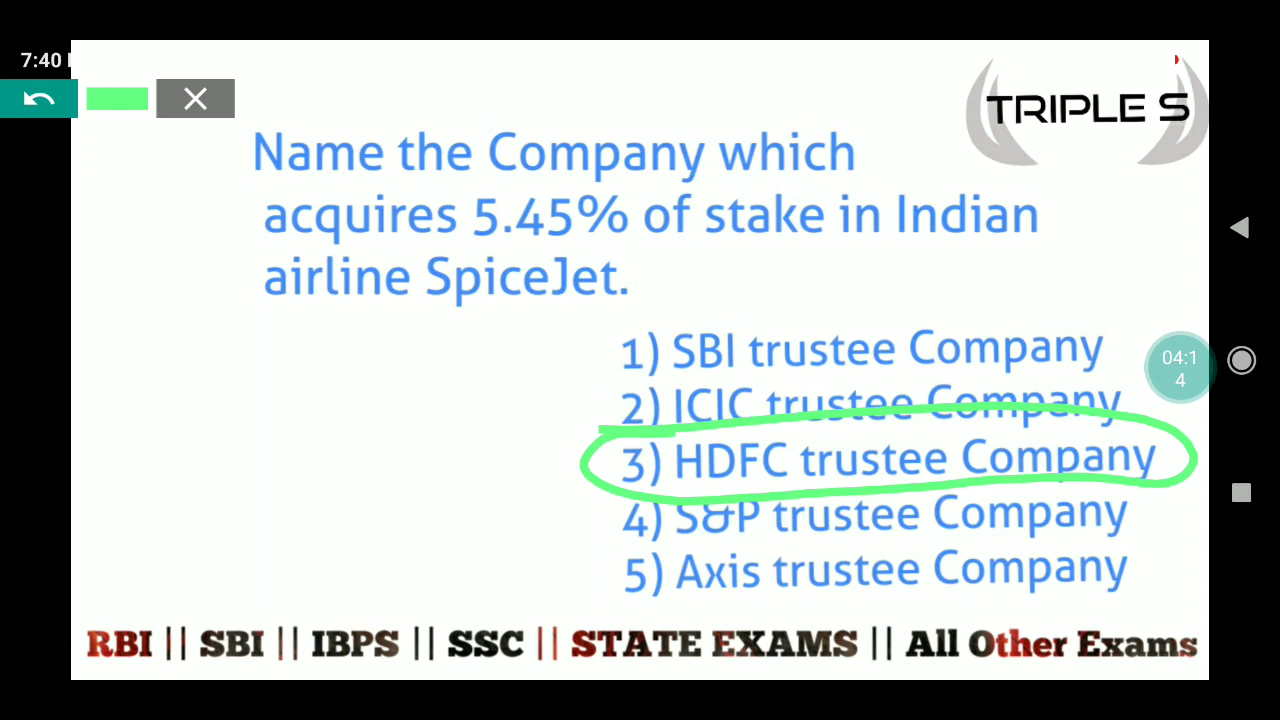 7:40
TRIPLE S
Name the Company which
acquires 5.45% of stake in Indian
airline SpiceJet.
1) SBI trustee Company
2) ICIC trustee Company
04:1
4
3) HDFC trustee Company
4) S&P trustee Company
5) Axis trustee Company
RBI || SBI || IBPS || SSC || STATE EXAMS || All Other Exams